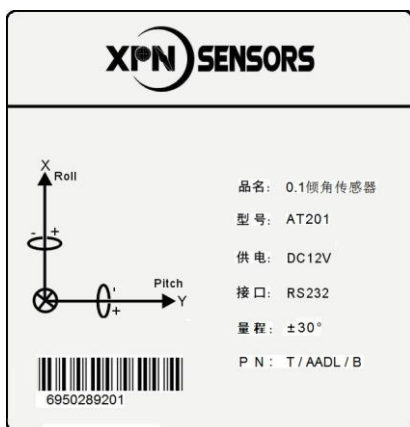 XPN SENSORS
X
Roll
- +
Pitch
Y
-
+
6950289201
品名: 0.1倾角传感器
型号: AT201
供电: DC12V
接口: RS232
量程: ±30°
P N: T/AADL/B